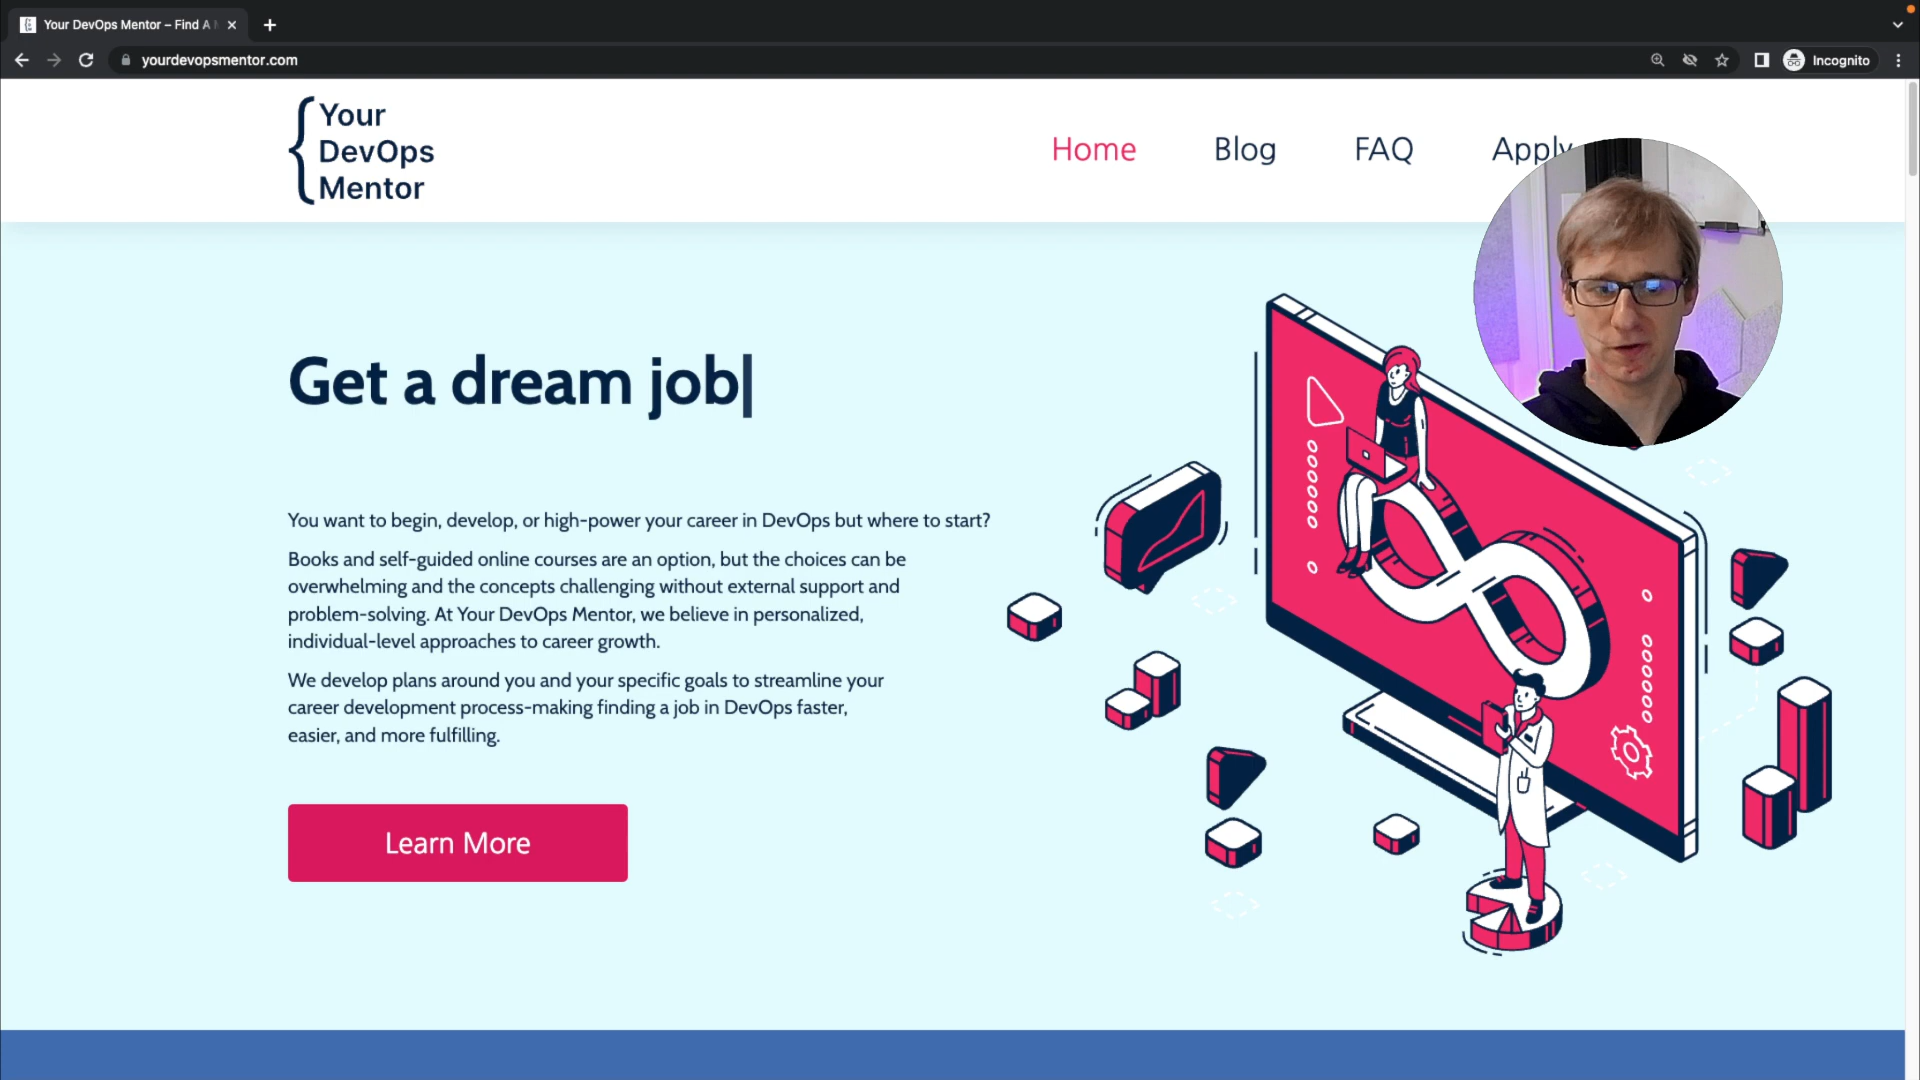 Your DevOps Mentor – Find A
yourdevopsmentor.com
Incognito
Your
DevOps
Mentor
Home
Blog
FAQ
Apply
Get a dream job
You want to begin, develop, or high-power your career in DevOps but where to start?
Books and self-guided online courses are an option, but the choices can be
overwhelming and the concepts challenging without external support and
problem-solving. At Your DevOps Mentor, we believe in personalized,
individual-level approaches to career growth.
We develop plans around you and your specific goals to streamline your
career development process-making finding a job in DevOps faster,
easier, and more fulfilling.
Learn More